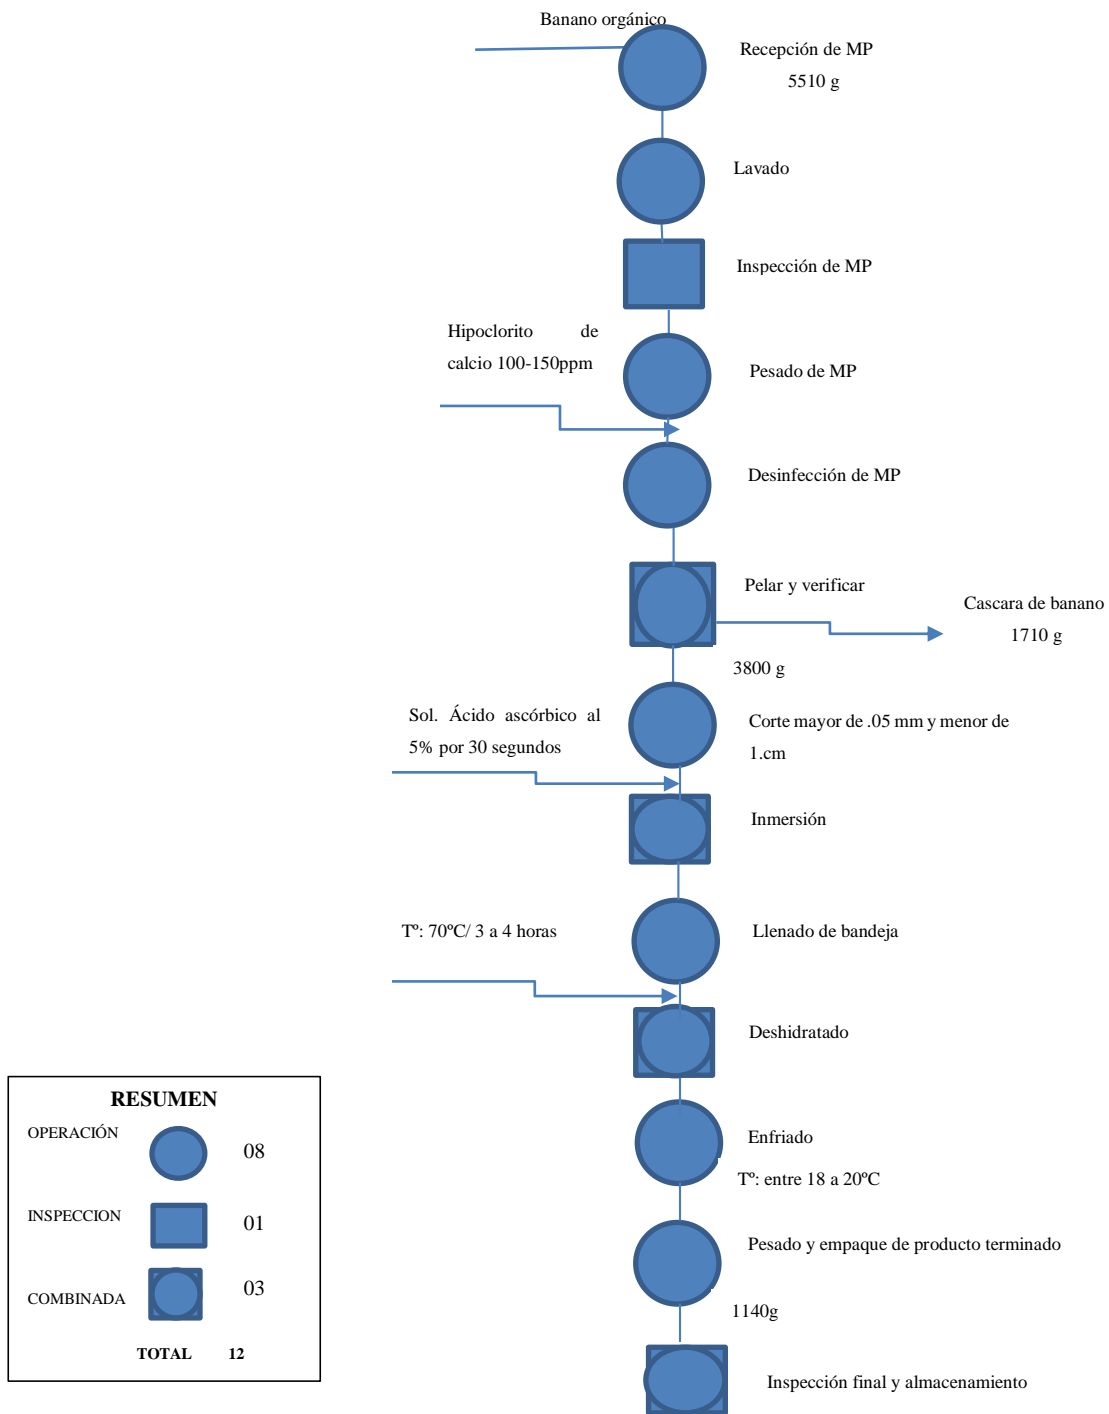 Banano orgánico
Recepción de MP
5510 g
Lavado
Inspección de MP
Hipoclorito de
calcio 100-150ppm
Pesado de MP
Desinfección de MP
Pelar y verificar
Cascara de banano
1710 g
3800 g
Sol. Ácido ascórbico al
5% por 30 segundos
Corte mayor de .05 mm y menor de
1.cm
Inmersión
Tº: 70ºC/ 3 a 4 horas
Llenado de bandeja
Deshidratado
Enfriado
Tº: entre 18 a 20ºC
Pesado y empaque de producto terminado
1140g
Inspección final y almacenamiento
RESUMEN
OPERACIÓN 08
INSPECCION 01
COMBINADA 03
TOTAL 12